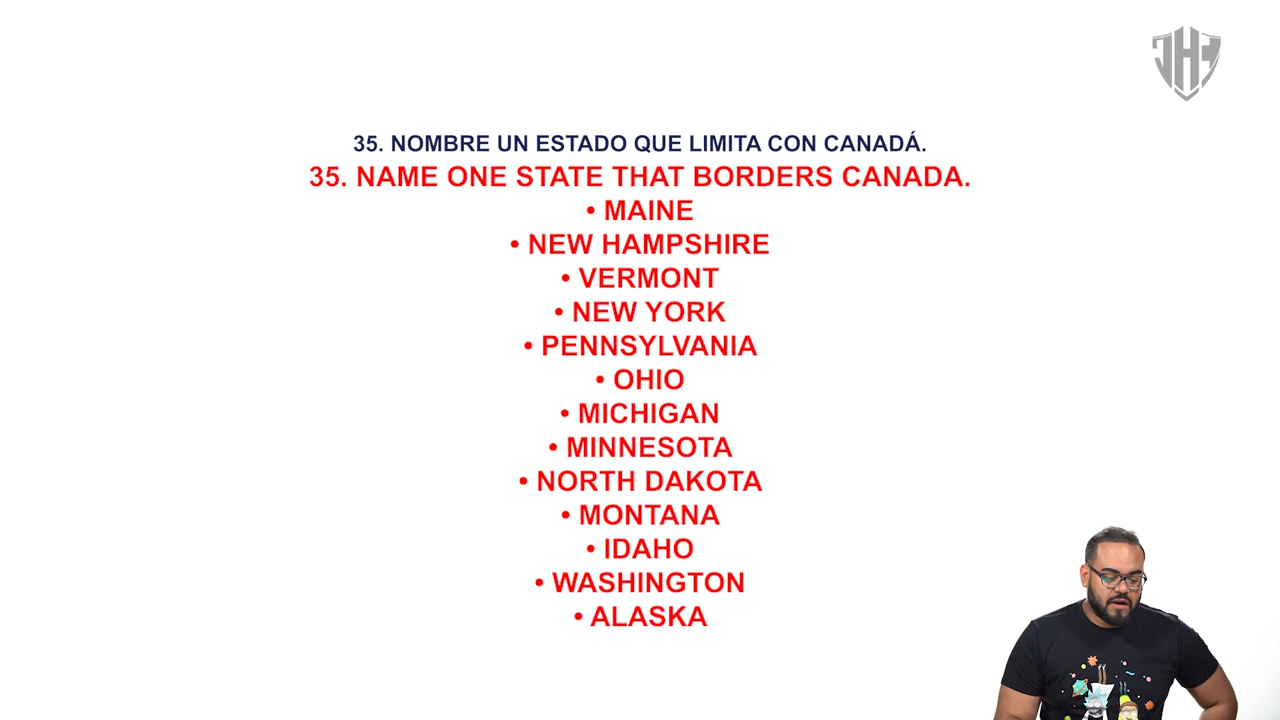 JHF
35. NOMBRE UN ESTADO QUE LIMITA CON CANADÁ.
35. NAME ONE STATE THAT BORDERS CANADA.
• MAINE
• NEW HAMPSHIRE
• VERMONT
• NEW YORK
• PENNSYLVANIA
• OHIO
• MICHIGAN
• MINNESOTA
• NORTH DAKOTA
• MONTANA
• IDAHO
• WASHINGTON
• ALASKA